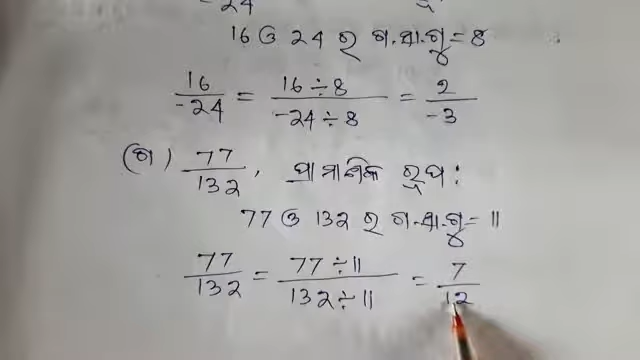 -24
16 ଓ 24 ର ଗ.ସା.ଗୁ = 8
16/-24 = 16÷8/-24÷8 = 2/-3
(ଗ) 77/132, ପ୍ରାମାଣିକ ରୂପ:
77 ଓ 132 ର ଗ.ସା.ଗୁ = 11
77/132 = 77÷11/132÷11 = 7/12